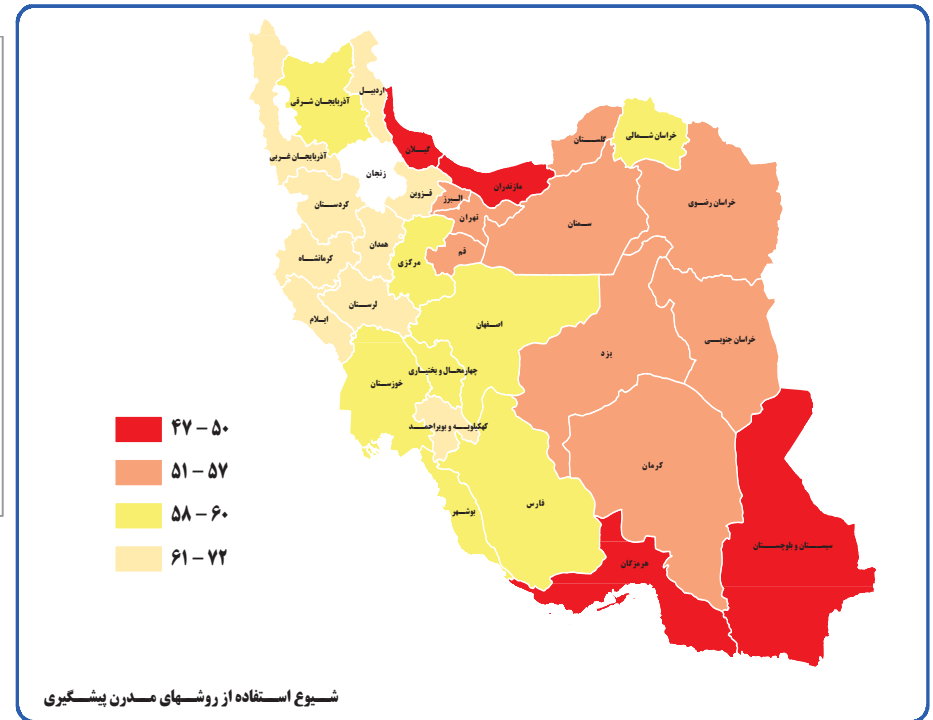 اردبیل
آذربایجان شرقی
گیلان
گلستان
خراسان شمالی
آذربایجان غربی
زنجان
قزوین
البرز
مازندران
خراسان رضوی
کردستان
تهران
سمنان
همدان
قم
کرمانشاه
مرکزی
لرستان
ایلام
اصفهان
خراسان جنوبی
یزد
چهارمحال و بختیاری
خوزستان
کهکیلویه و بویراحمد
کرمان
فارس
بوشهر
سیستان و بلوچستان
هرمزگان
۴۷ – ۵۰
۵۱ – ۵۷
۵۸ – ۶۰
۶۱ – ۷۲
شیوع استفاده از روشهای مدرن پیشگیری